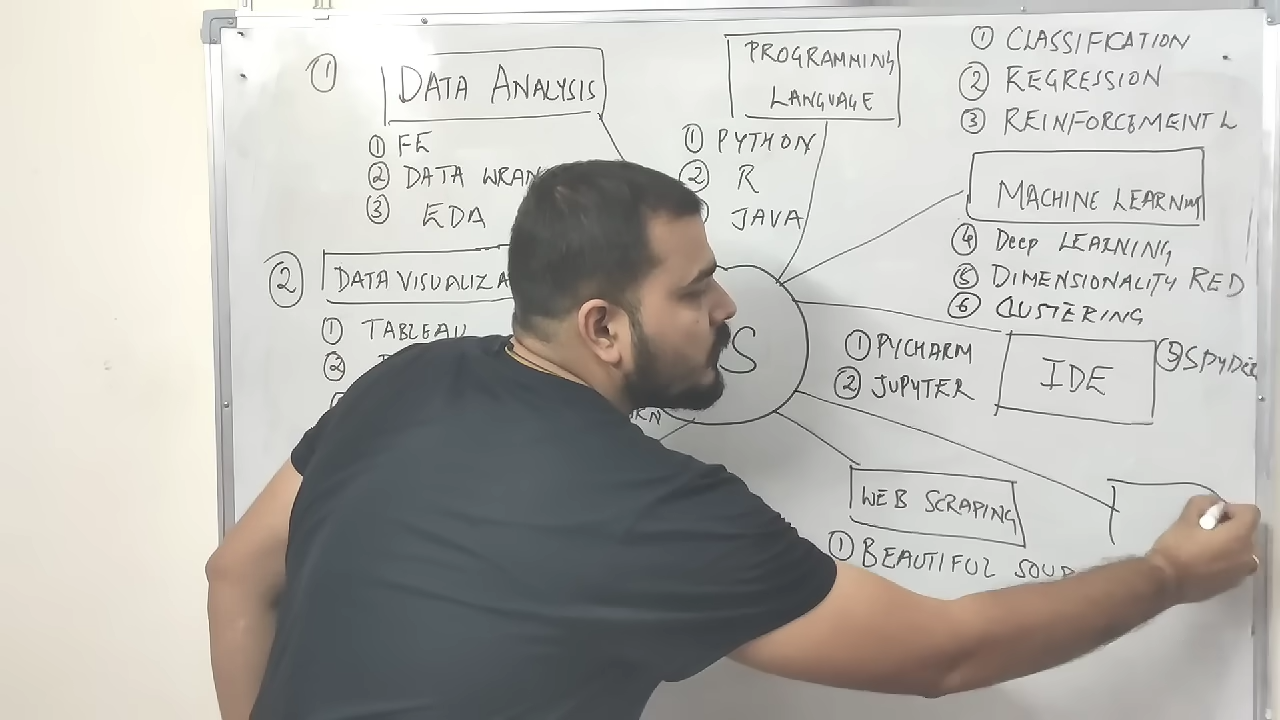 ① DATA ANALYSIS
① FE
② DATA WRAN
③ EDA
② DATA VISUALIZA
① TABLEAU
②
PROGRAMMING
LANGUAGE
① PYTHON
② R
JAVA
① CLASSIFICATION
② REGRESSION
③ REINFORCEMENT L
MACHINE LEARNING
④ Deep LEARNING
⑤ DIMENSIONALITY RED
⑥ CLUSTERING
S
① PYCHARM
② JUPYTER
IDE
③ SPYDER
WEB SCRAPING
① BEAUTIFUL SOUP